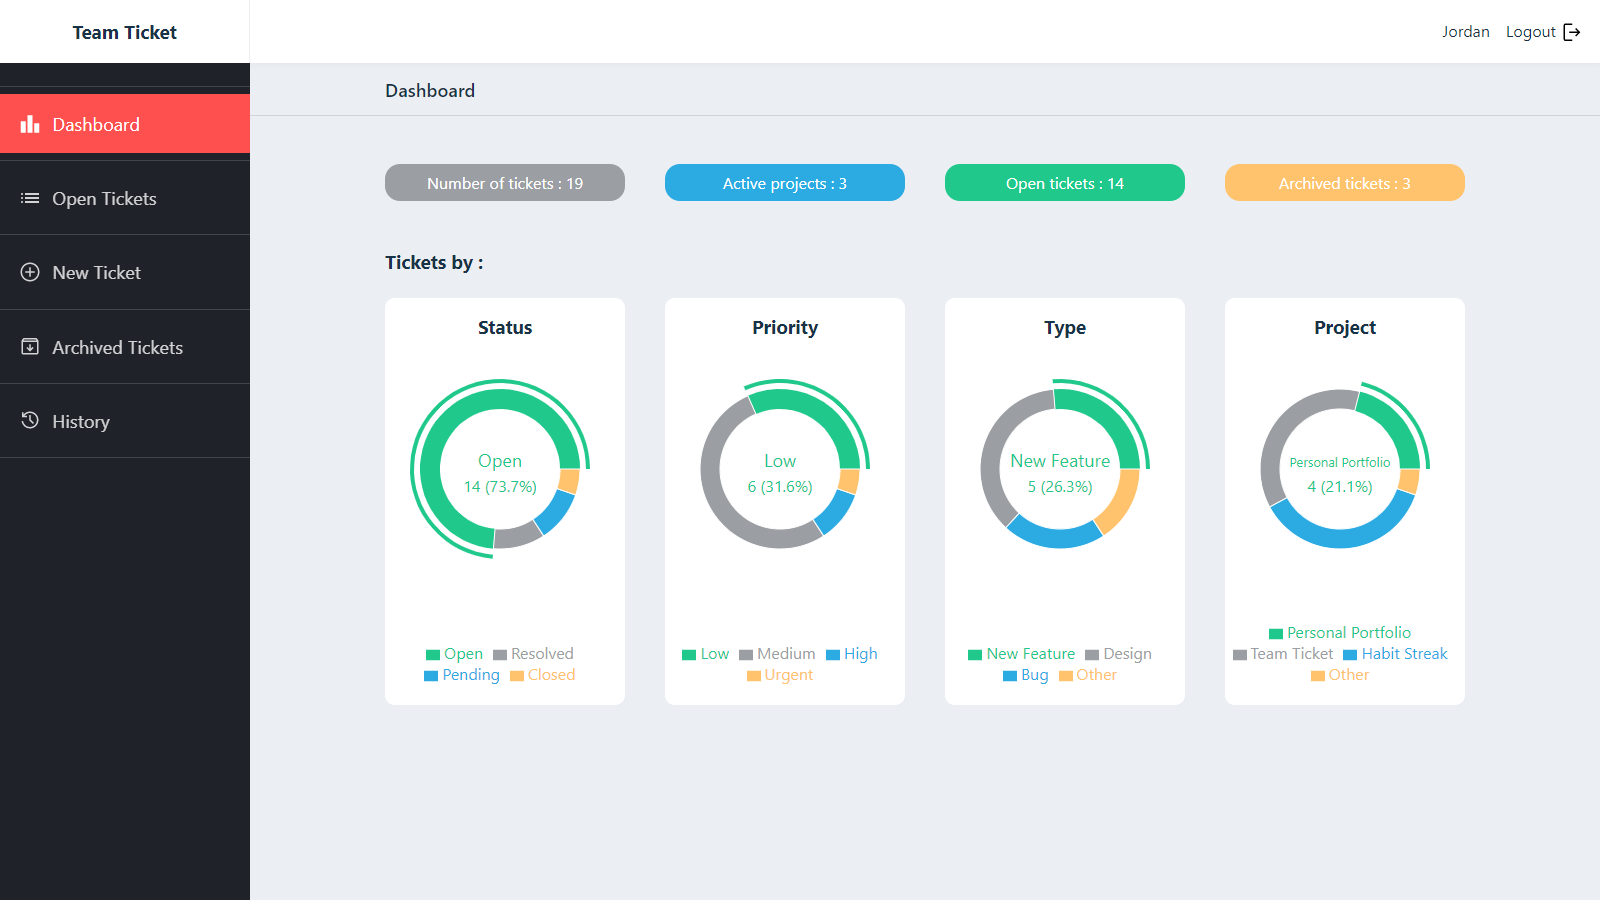 Team Ticket
Jordan Logout
Dashboard
Open Tickets
New Ticket
Archived Tickets
History
Dashboard
Number of tickets : 19
Active projects : 3
Open tickets : 14
Archived tickets : 3
Tickets by :
Status
Open
14 (73.7%)
Open Resolved
Pending Closed
Priority
Low
6 (31.6%)
Low Medium High
Urgent
Type
New Feature
5 (26.3%)
New Feature Design
Bug Other
Project
Personal Portfolio
4 (21.1%)
Personal Portfolio
Team Ticket Habit Streak
Other